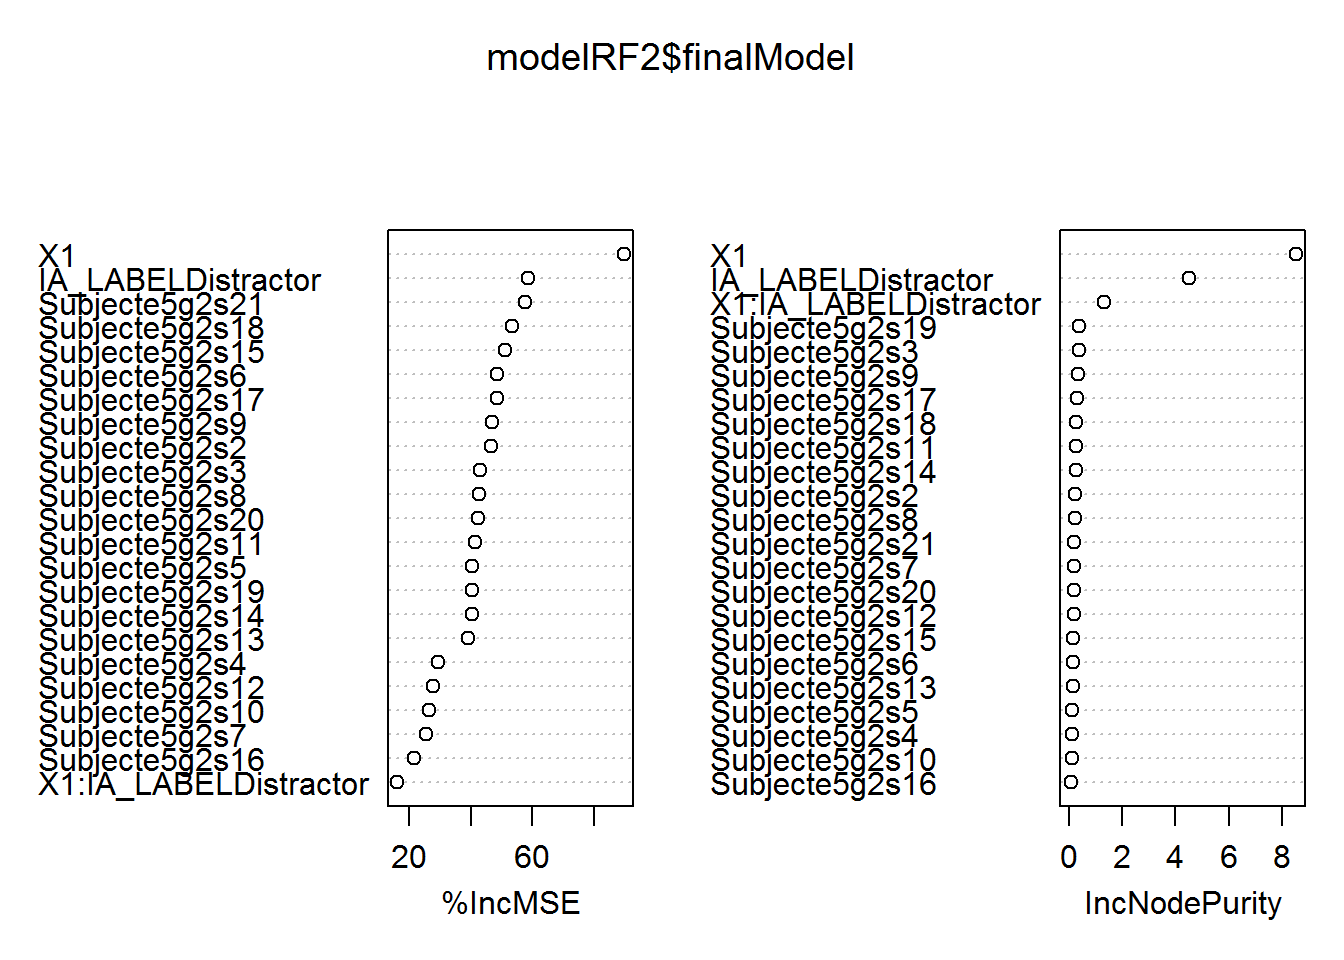 modelRF2$finalModel
X1
IA_LABELDistractor
Subjecte5g2s21
Subjecte5g2s18
Subjecte5g2s15
Subjecte5g2s6
Subjecte5g2s17
Subjecte5g2s9
Subjecte5g2s2
Subjecte5g2s3
Subjecte5g2s8
Subjecte5g2s20
Subjecte5g2s11
Subjecte5g2s5
Subjecte5g2s19
Subjecte5g2s14
Subjecte5g2s13
Subjecte5g2s4
Subjecte5g2s12
Subjecte5g2s10
Subjecte5g2s7
Subjecte5g2s16
X1:IA_LABELDistractor
20 60
%IncMSE
X1
IA_LABELDistractor
X1:IA_LABELDistractor
Subjecte5g2s19
Subjecte5g2s3
Subjecte5g2s9
Subjecte5g2s17
Subjecte5g2s18
Subjecte5g2s11
Subjecte5g2s14
Subjecte5g2s2
Subjecte5g2s8
Subjecte5g2s21
Subjecte5g2s7
Subjecte5g2s20
Subjecte5g2s12
Subjecte5g2s15
Subjecte5g2s6
Subjecte5g2s13
Subjecte5g2s5
Subjecte5g2s4
Subjecte5g2s10
Subjecte5g2s16
0 2 4 6 8
IncNodePurity